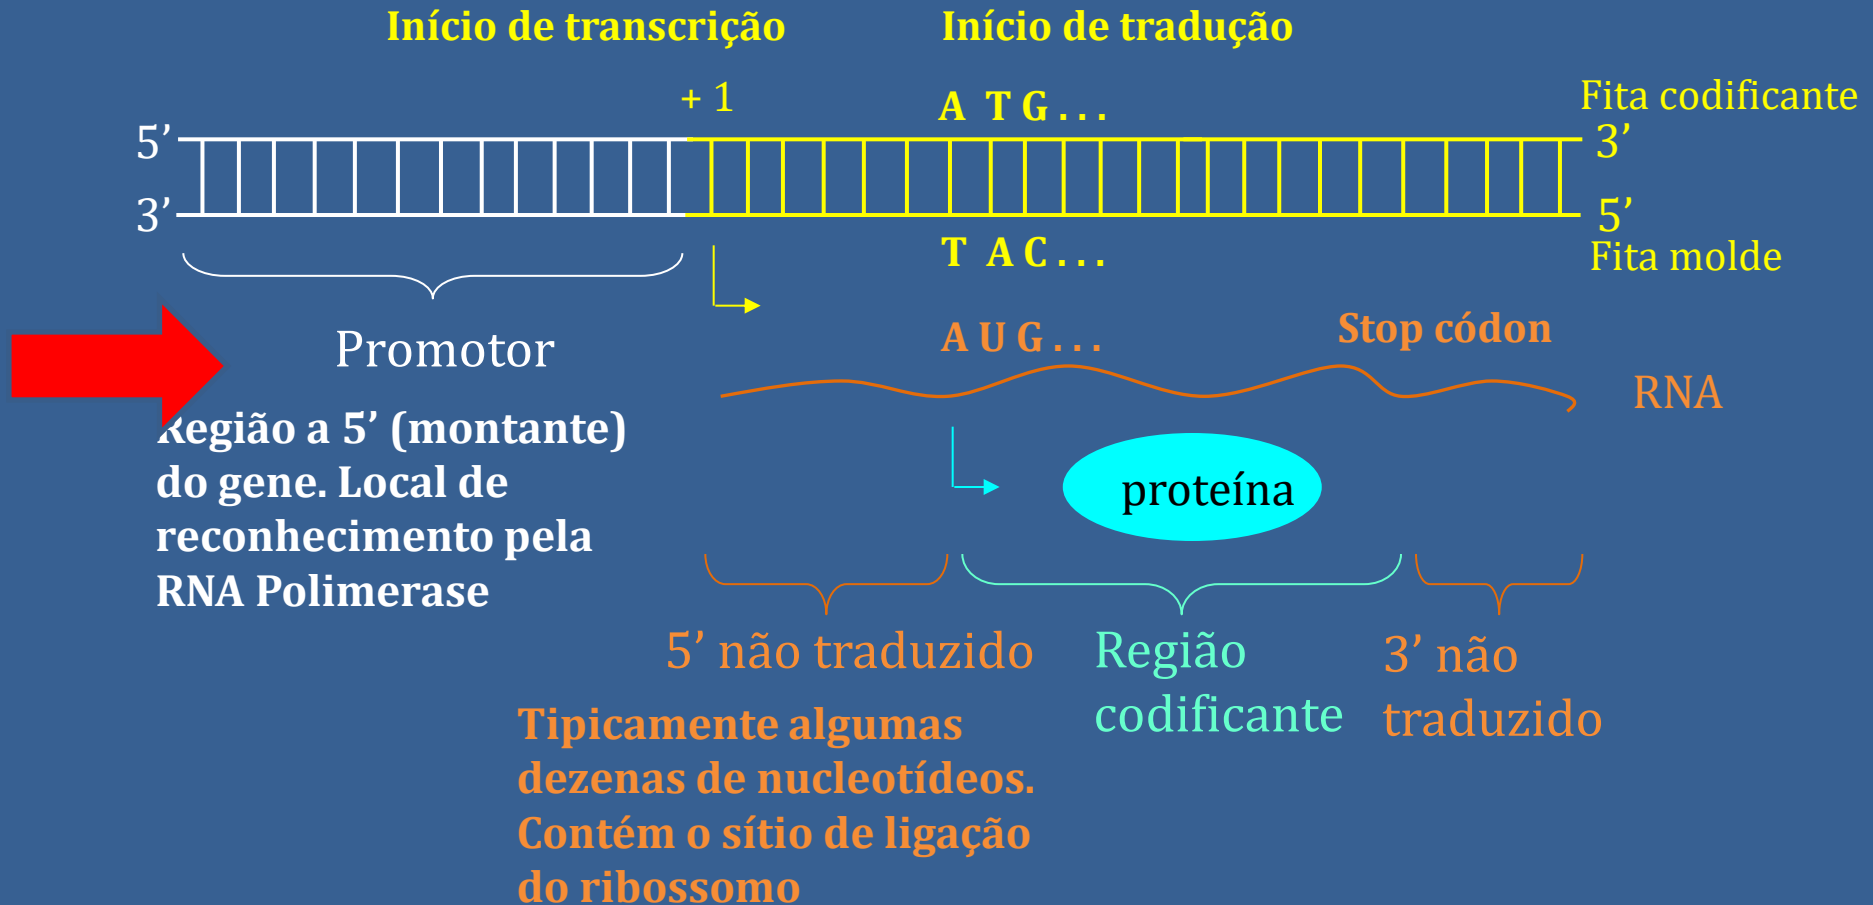 Início de transcrição
Início de tradução
+ 1
A T G . . .
Fita codificante
5’
3’
3’
5’
T A C . . .
Fita molde
Promotor
Região a 5’ (montante)
do gene. Local de
reconhecimento pela
RNA Polimerase
A U G . . .
Stop códon
RNA
proteína
5’ não traduzido
Tipicamente algumas
dezenas de nucleotídeos.
Contém o sítio de ligação
do ribossomo
Região
codificante
3’ não
traduzido